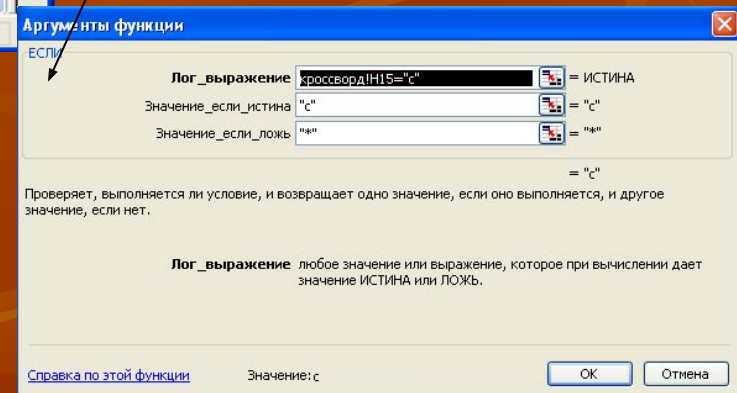 Аргументы функции
ЕСЛИ
Лог_выражение кроссворд!H15="с" = ИСТИНА
Значение_если_истина "с" = "с"
Значение_если_ложь "*" = "*"
= "с"
Проверяет, выполняется ли условие, и возвращает одно значение, если оно выполняется, и другое
значение, если нет.
Лог_выражение любое значение или выражение, которое при вычислении дает
значение ИСТИНА или ЛОЖЬ.
Справка по этой функции Значение:с ОК Отмена